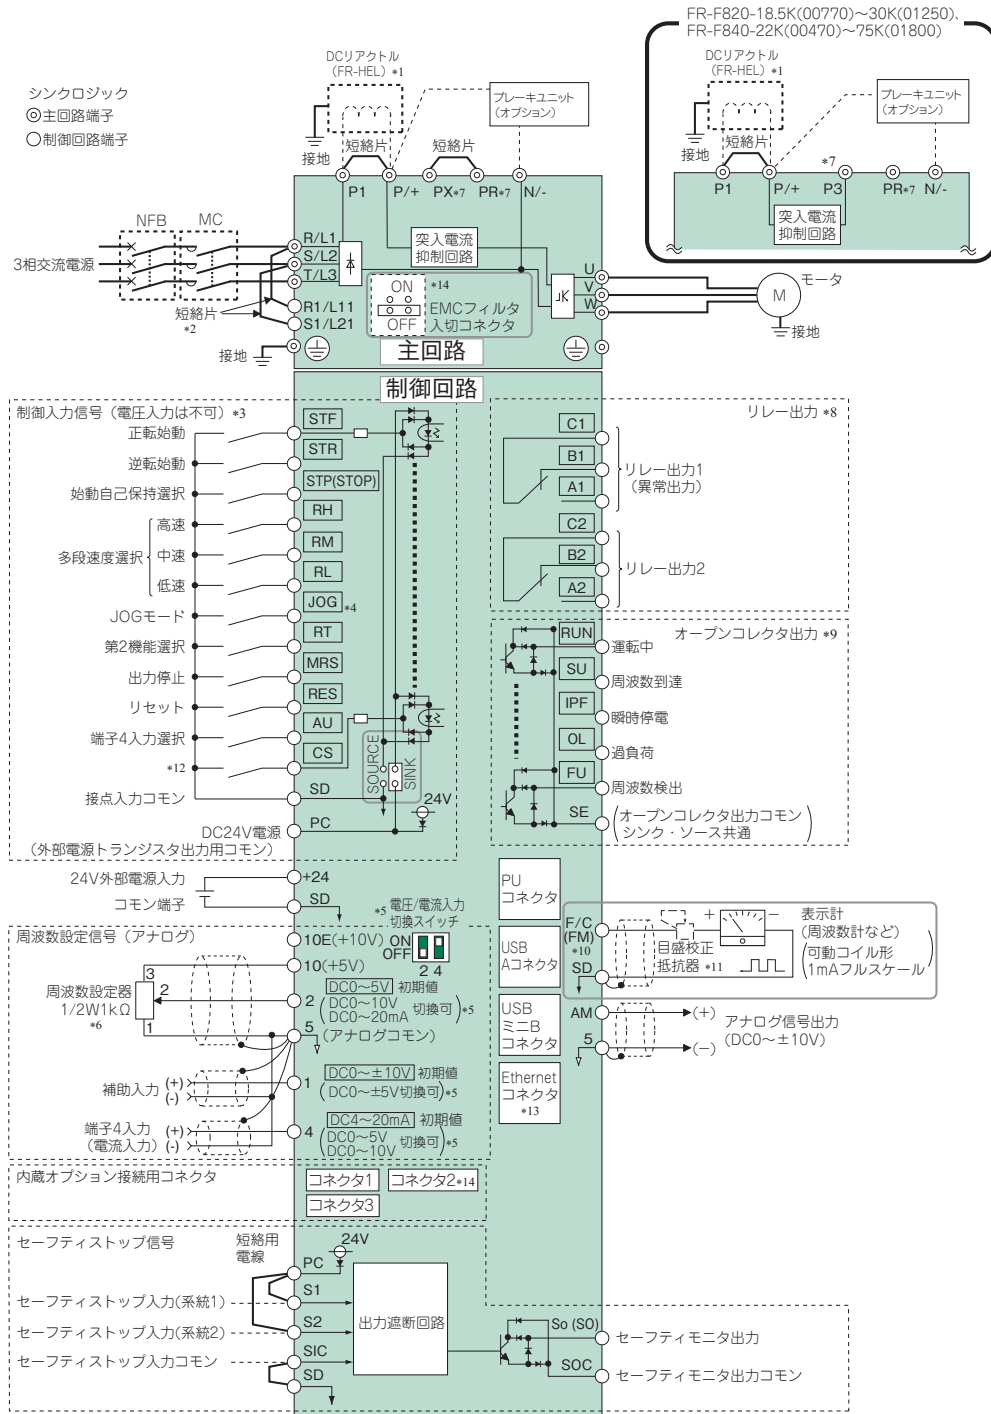 FR-F820-18.5K(00770)～30K(01250)、
FR-F840-22K(00470)～75K(01800)
DCリアクトル
(FR-HEL) *1
ブレーキユニット
(オプション)
接地
短絡片
P1
P/+
P3
*7
PR*7
N/-
突入電流
抑制回路
シンクロジック
主回路端子
制御回路端子
DCリアクトル
(FR-HEL) *1
ブレーキユニット
(オプション)
接地
短絡片
短絡片
P1
P/+
PX*7
PR*7
N/-
NFB
MC
3相交流電源
R/L1
S/L2
T/L3
R1/L11
S1/L21
短絡片
*2
接地
突入電流
抑制回路
ON
OFF
*14
EMCフィルタ
入切コネクタ
U
V
W
M
モータ
接地
主回路
制御回路
制御入力信号（電圧入力は不可）*3
正転始動
STF
逆転始動
STR
始動自己保持選択
STP(STOP)
多段速度選択
高速
RH
中速
RM
低速
RL
JOGモード
JOG *4
第2機能選択
RT
出力停止
MRS
リセット
RES
端子4入力選択
AU
*12
CS
SOURCE
SINK
接点入力コモン
SD
24V
DC24V電源
PC
（外部電源トランジスタ出力用コモン）
リレー出力 *8
C1
B1
A1
リレー出力1
（異常出力）
C2
B2
A2
リレー出力2
オープンコレクタ出力 *9
RUN
運転中
SU
周波数到達
IPF
瞬時停電
OL
過負荷
FU
周波数検出
SE
(オープンコレクタ出力コモン
シンク・ソース共通)
24V外部電源入力
+24
コモン端子
SD
*5 電圧/電流入力
切換スイッチ
ON
OFF
2 4
周波数設定信号（アナログ）
10E(+10V)
10(+5V)
周波数設定器
1/2W1kΩ
*6
3
2
1
2
DC0～5V 初期値
(DC0～10V
DC0～20mA 切換可)*5
5
(アナログコモン)
補助入力
(+)
(-)
1
DC0～±10V 初期値
(DC0～±5V切換可)*5
端子4入力
（電流入力）
(+)
(-)
4
DC4～20mA 初期値
(DC0～5V
DC0～10V 切換可)*5
PU
コネクタ
USB
Aコネクタ
USB
ミニB
コネクタ
Ethernet
コネクタ
*13
F/C
(FM)
*10
SD
目盛校正
抵抗器 *11
+
-
表示計
(周波数計など)
(可動コイル形
1mAフルスケール)
AM
5
(+)
(-)
アナログ信号出力
(DC0～±10V)
内蔵オプション接続用コネクタ
コネクタ1
コネクタ2*14
コネクタ3
セーフティストップ信号
短絡用
電線
24V
PC
セーフティストップ入力(系統1)
S1
セーフティストップ入力(系統2)
S2
セーフティストップ入力コモン
SIC
SD
出力遮断回路
So (SO)
セーフティモニタ出力
SOC
セーフティモニタ出力コモン